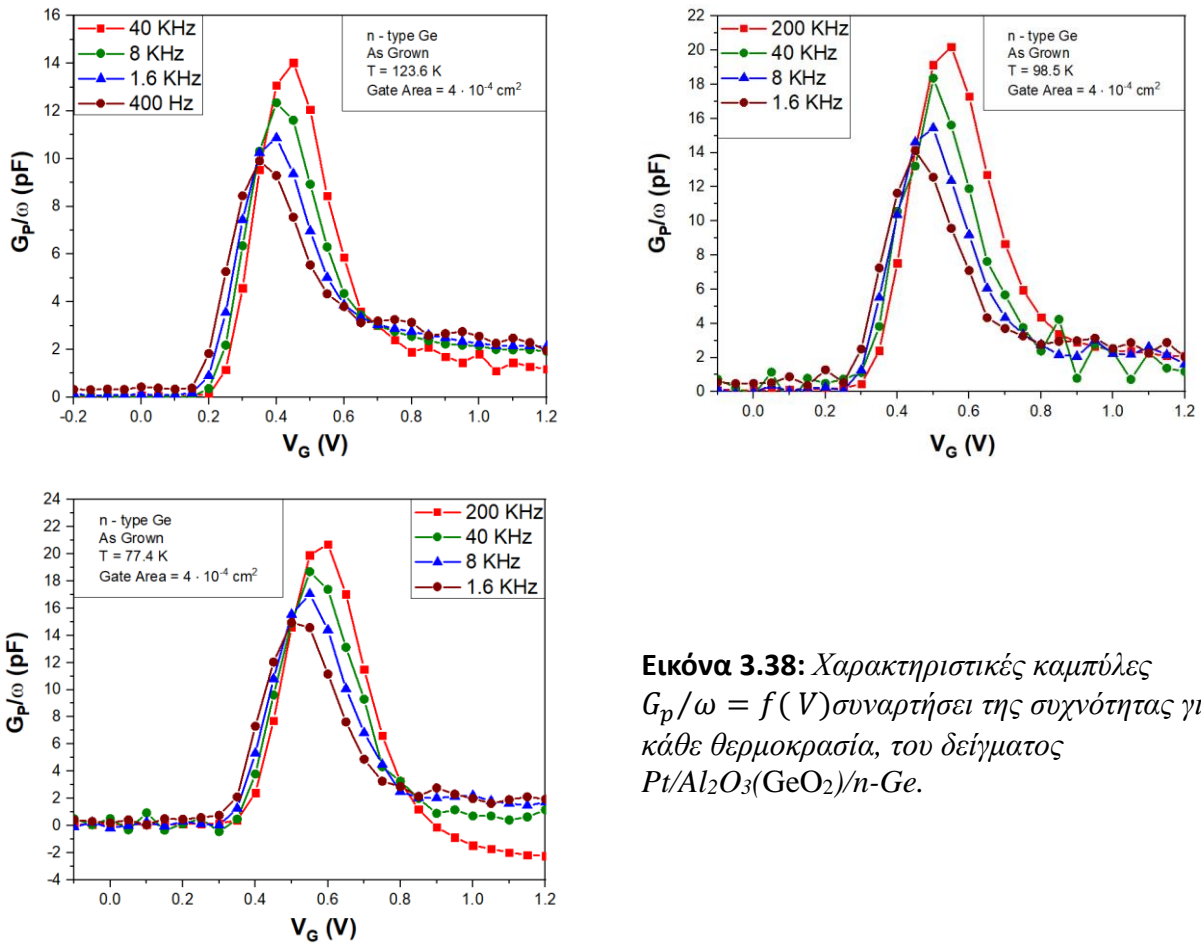 40 KHz
8 KHz
1.6 KHz
400 Hz
n - type Ge
As Grown
T = 123.6 K
Gate Area = 4 · 10⁻⁴ cm²
16
14
12
10
8
6
4
2
0
G_P/ω (pF)
-0.2 0.0 0.2 0.4 0.6 0.8 1.0 1.2
V_G (V)
200 KHz
40 KHz
8 KHz
1.6 KHz
n - type Ge
As Grown
T = 98.5 K
Gate Area = 4 · 10⁻⁴ cm²
22
20
18
16
14
12
10
8
6
4
2
0
G_P/ω (pF)
0.0 0.2 0.4 0.6 0.8 1.0 1.2
V_G (V)
n - type Ge
As Grown
T = 77.4 K
Gate Area = 4 · 10⁻⁴ cm²
200 KHz
40 KHz
8 KHz
1.6 KHz
24
22
20
18
16
14
12
10
8
6
4
2
0
-2
-4
G_P/ω (pF)
0.0 0.2 0.4 0.6 0.8 1.0 1.2
V_G (V)
Εικόνα 3.38: Χαρακτηριστικές καμπύλες
G_p/ω = f(V)συναρτήσει της συχνότητας γι
κάθε θερμοκρασία, του δείγματος
Pt/Al₂O₃(GeO₂)/n-Ge.